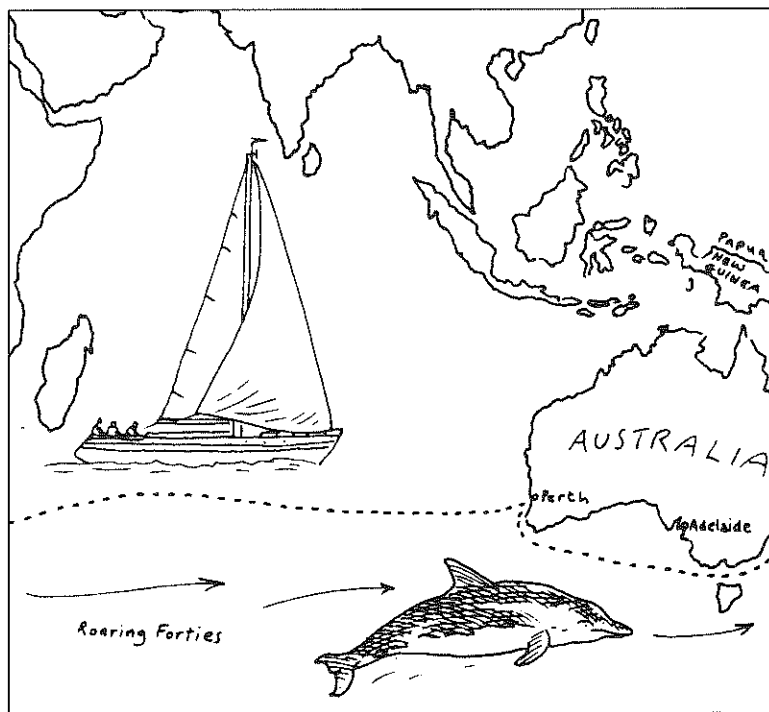 PAPUA
NEW
GUINEA
AUSTRALIA
Perth
Adelaide
Roaring Forties